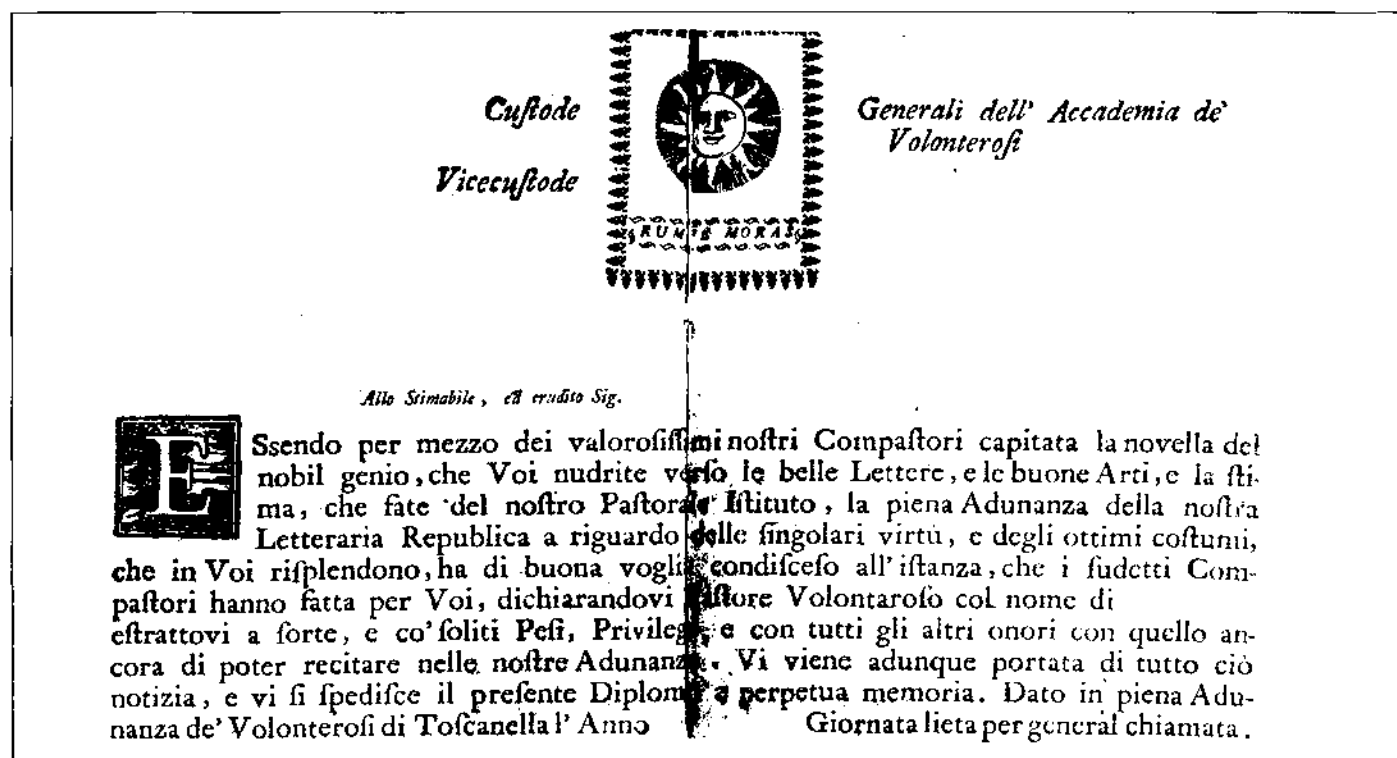 Cuſtode
Generali dell' Accademia de'
Volonteroſi
Vicecuſtode
RUMPE MORAS
Allo Stimabile, ed erudito Sig.
ESsendo per mezzo dei valoroſiſſimi noſtri Compaſtori capitata la novella del
nobil genio, che Voi nudrite verſo le belle Lettere, e le buone Arti, e la ſti-
ma, che fate del noſtro Paſtorale Iſtituto, la piena Adunanza della noſtra
Letteraria Republica a riguardo delle ſingolari virtù, e degli ottimi coſtumi,
che in Voi riſplendono, ha di buona voglia condiſceſo all' iſtanza, che i ſudetti Com-
paſtori hanno fatta per Voi, dichiarandovi Paſtore Volontaroſo col nome di
eſtrattovi a ſorte, e co' ſoliti Peſi, Privilegj, e con tutti gli altri onori con quello an-
cora di poter recitare nelle noſtre Adunanze. Vi viene adunque portata di tutto ciò
notizia, e vi ſi ſpediſce il preſente Diploma a perpetua memoria. Dato in piena Adu-
nanza de' Volonteroſi di Toſcanella l' Anno Giornata lieta per general chiamata.